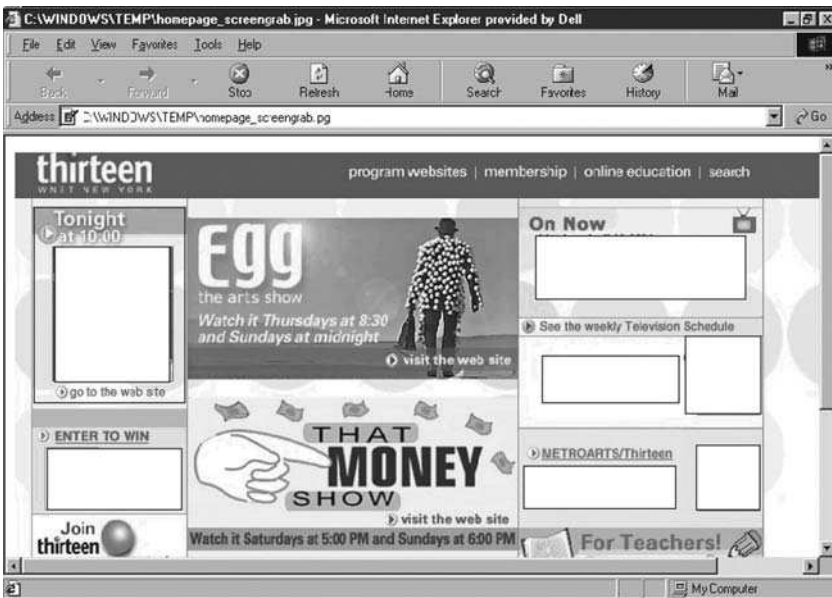 C:\WINDOWS\TEMP\homepage_screengrab.jpg - Microsoft Internet Explorer provided by Dell
File Edit View Favorites Tools Help
Back Forward Stop Refresh Home Search Favorites History Mail
Address C:\WINDOWS\TEMP\homepage_screengrab.jpg Go
thirteen
WNET NEW YORK
program websites | membership | online education | search
Tonight
at 10:00
go to the web site
ENTER TO WIN
Join
thirteen
Egg
the arts show
Watch it Thursdays at 8:30
and Sundays at midnight
visit the web site
THAT
MONEY
SHOW
visit the web site
Watch it Saturdays at 5:00 PM and Sundays at 6:00 PM
On Now
See the weekly Television Schedule
METROARTS/Thirteen
For Teachers!
My Computer